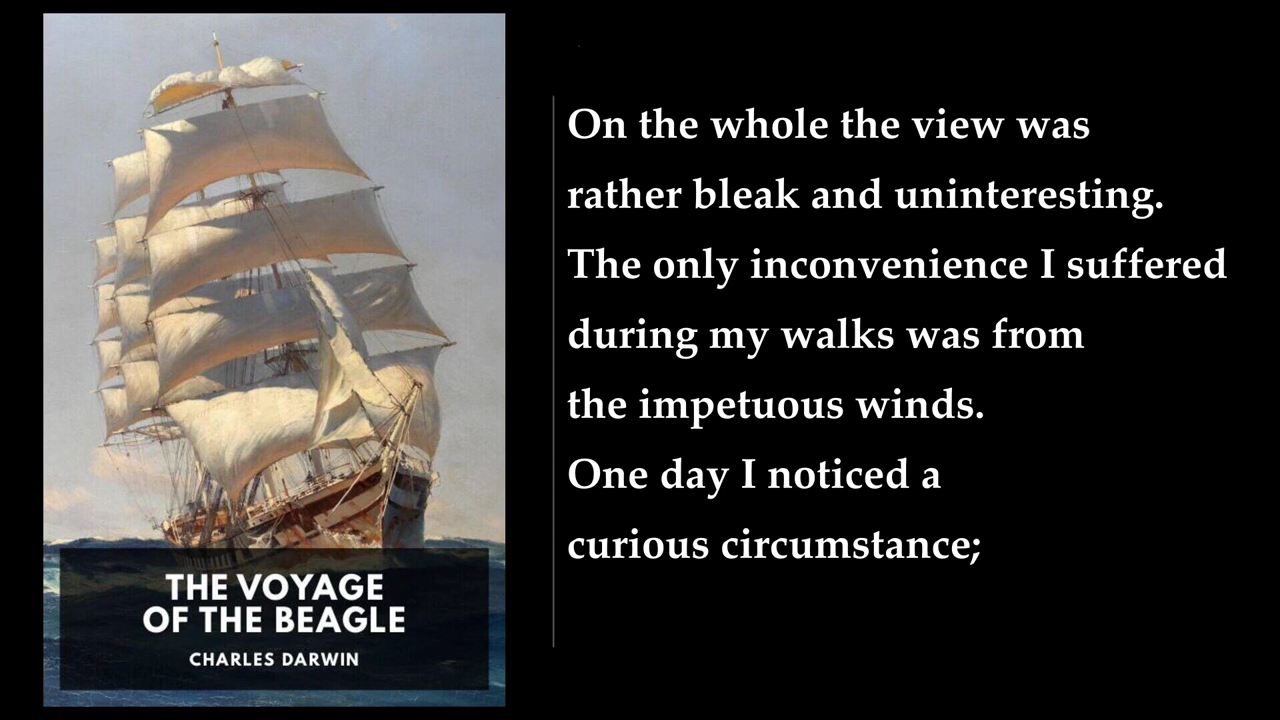 THE VOYAGE
OF THE BEAGLE
CHARLES DARWIN
On the whole the view was
rather bleak and uninteresting.
The only inconvenience I suffered
during my walks was from
the impetuous winds.
One day I noticed a
curious circumstance;